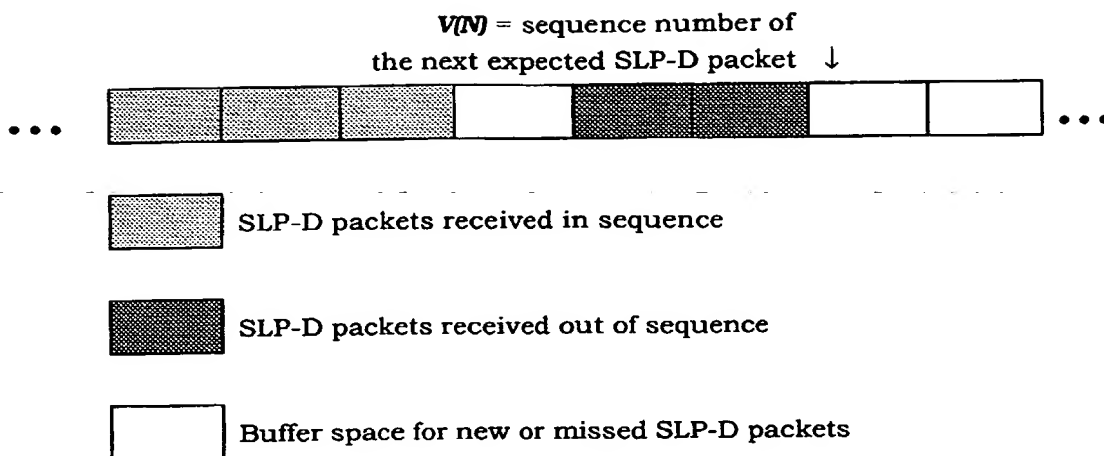 V(N) = sequence number of
the next expected SLP-D packet ↓
••• •••
SLP-D packets received in sequence
SLP-D packets received out of sequence
Buffer space for new or missed SLP-D packets